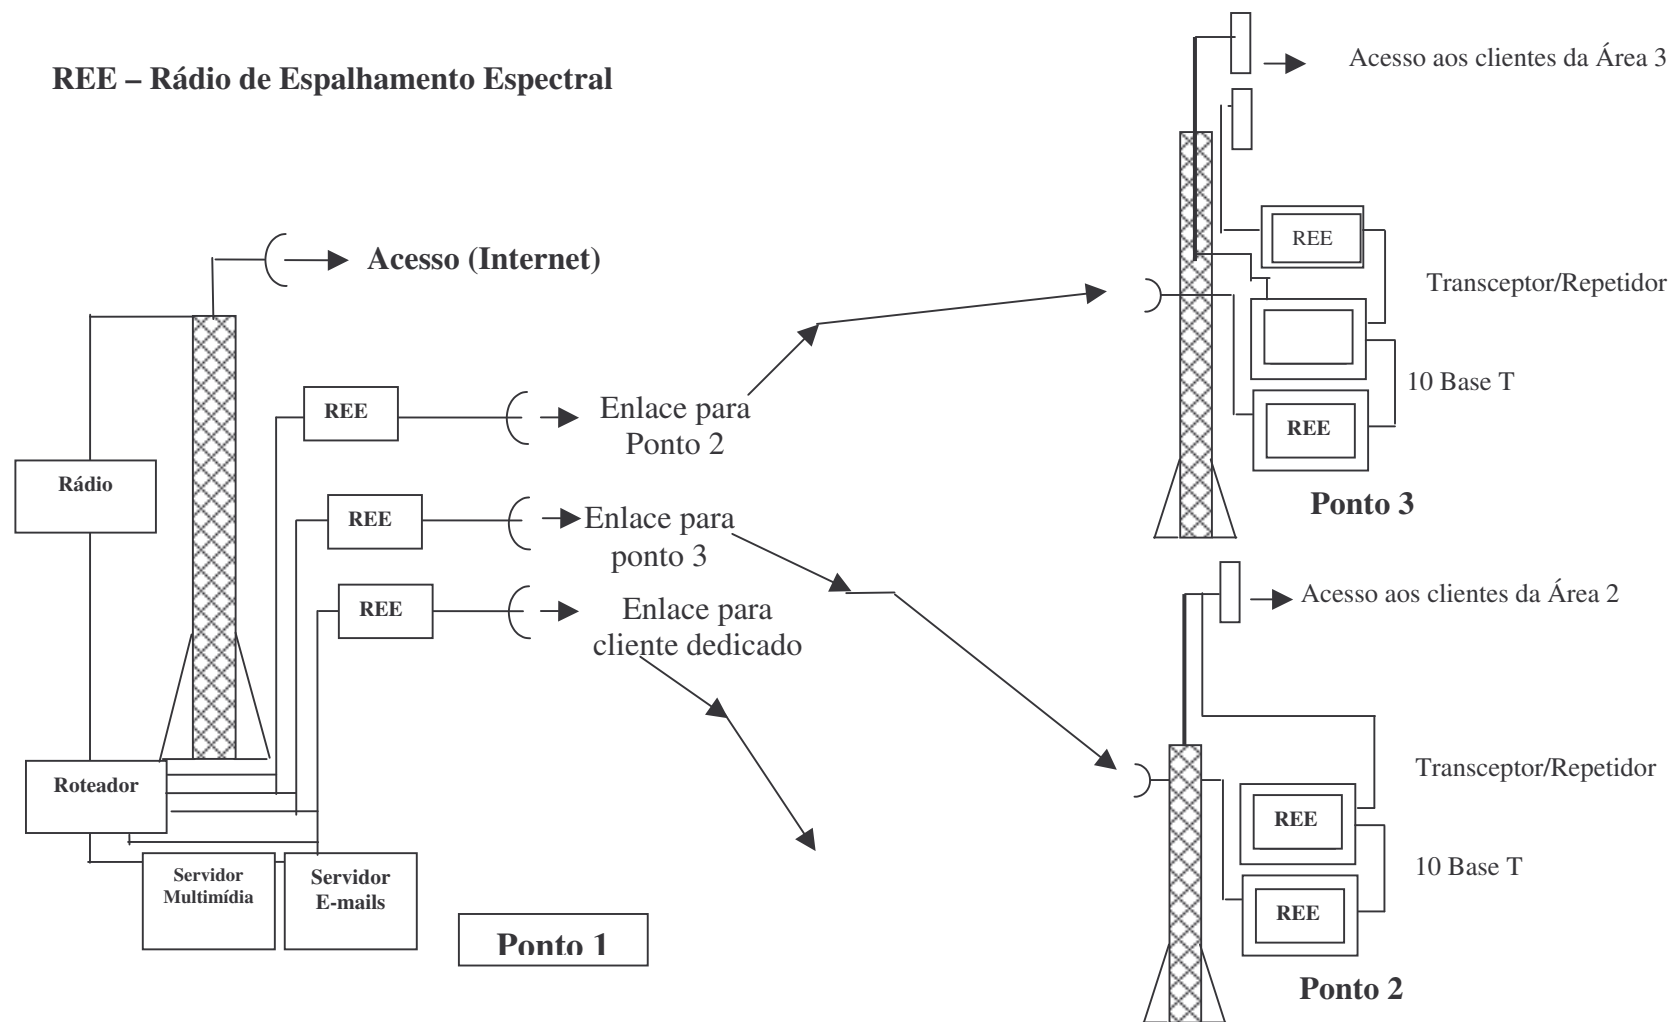 REE – Rádio de Espalhamento Espectral
Acesso aos clientes da Área 3
Acesso (Internet)
REE
Transceptor/Repetidor
10 Base T
REE
Ponto 3
REE
Enlace para
Ponto 2
Rádio
REE
Enlace para
ponto 3
REE
Enlace para
cliente dedicado
Acesso aos clientes da Área 2
Roteador
Transceptor/Repetidor
REE
10 Base T
REE
Ponto 2
Servidor
Multimídia
Servidor
E-mails
Ponto 1